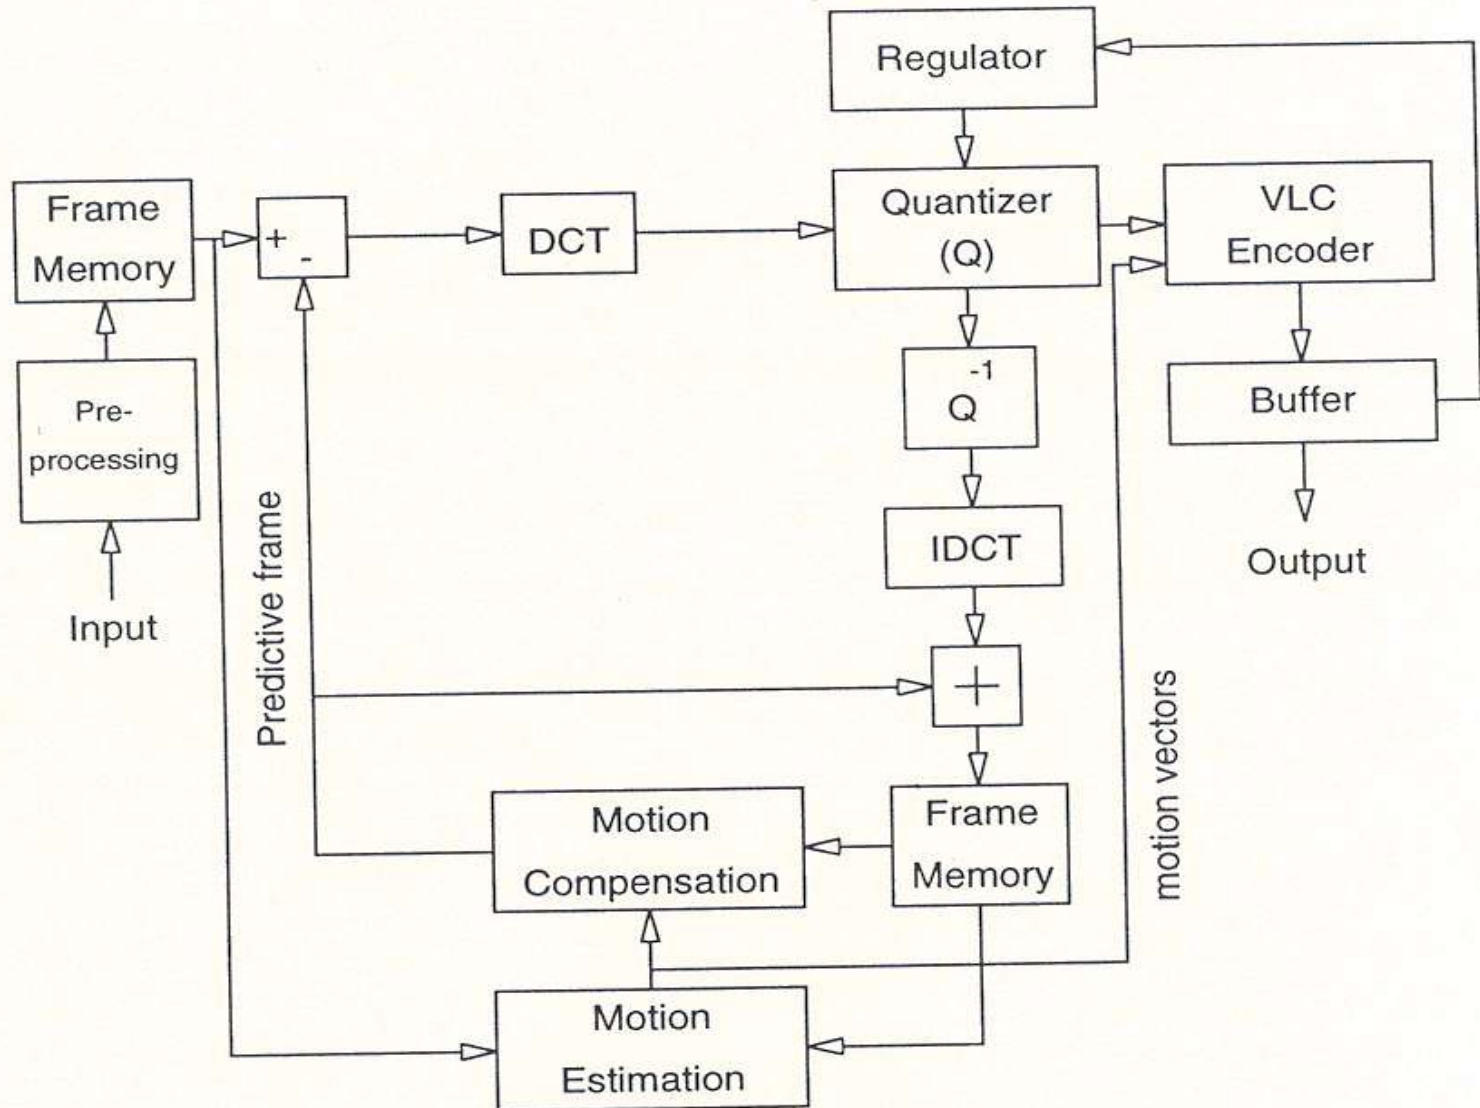 Regulator
Frame
Memory
+
-
DCT
Quantizer
(Q)
VLC
Encoder
Pre-
processing
Q-1
Buffer
IDCT
Output
Input
Predictive frame
+
motion vectors
Motion
Compensation
Frame
Memory
Motion
Estimation